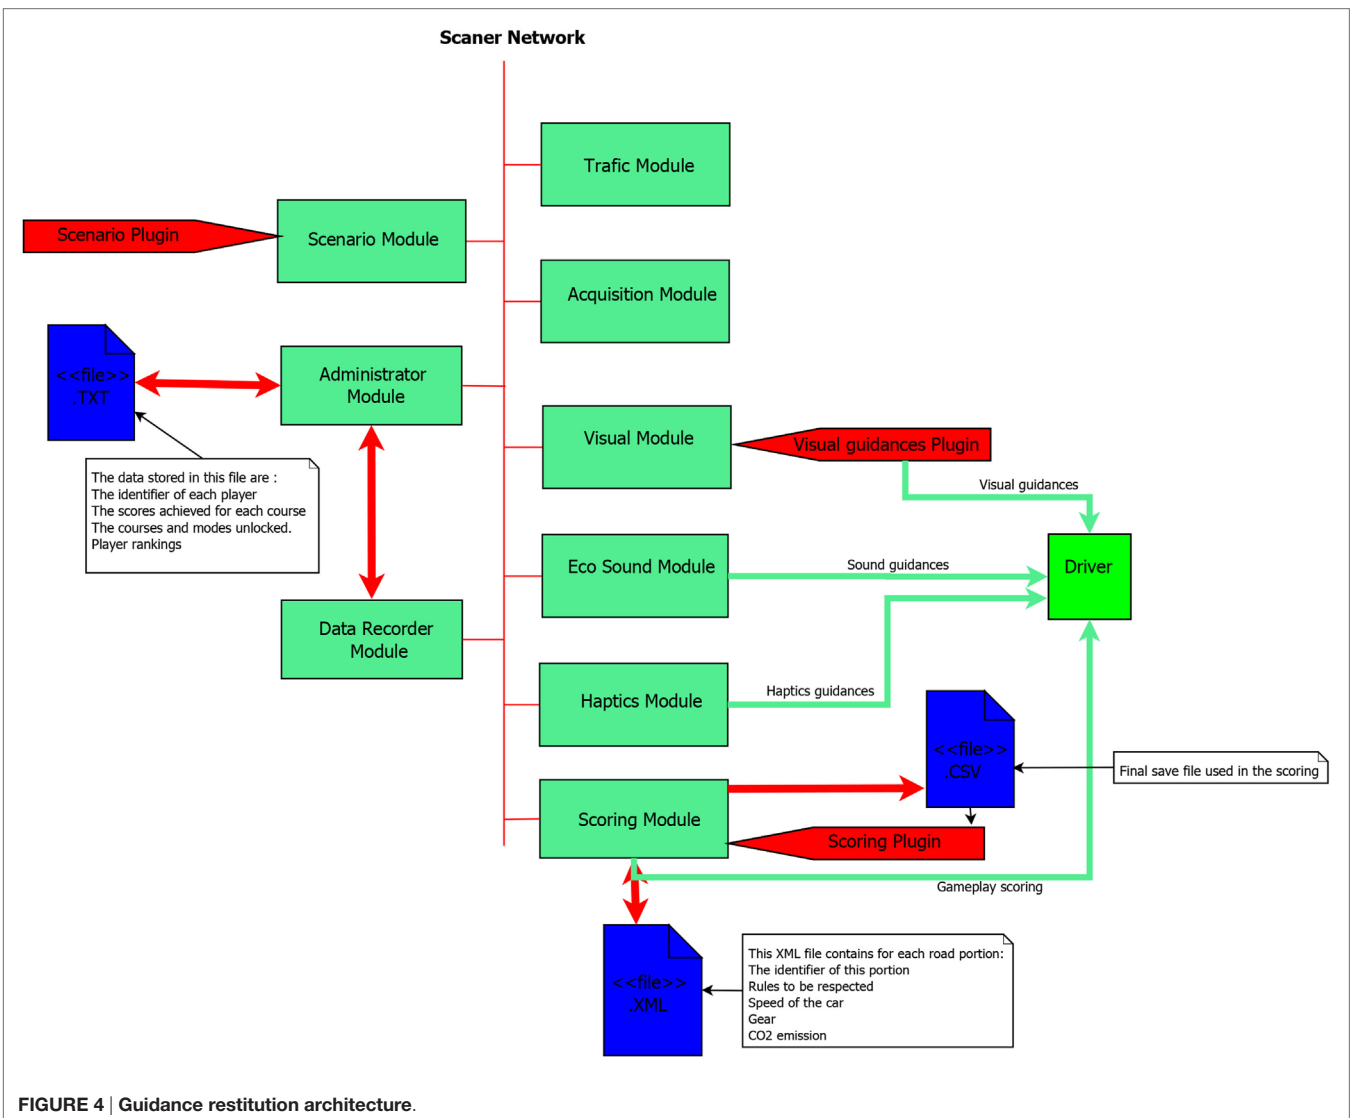 Scaner Network
Trafic Module
Scenario Plugin
Scenario Module
Acquisition Module
<<file>>
.TXT
Administrator
Module
Visual Module
Visual guidances Plugin
The data stored in this file are :
The identifier of each player
The scores achieved for each course
The courses and modes unlocked.
Player rankings
Visual guidances
Eco Sound Module
Sound guidances
Driver
Data Recorder
Module
Haptics Module
Haptics guidances
<<file>>
.CSV
Final save file used in the scoring
Scoring Module
Scoring Plugin
Gameplay scoring
<<file>>
.XML
This XML file contains for each road portion:
The identifier of this portion
Rules to be respected
Speed of the car
Gear
CO2 emission
FIGURE 4 | Guidance restitution architecture.